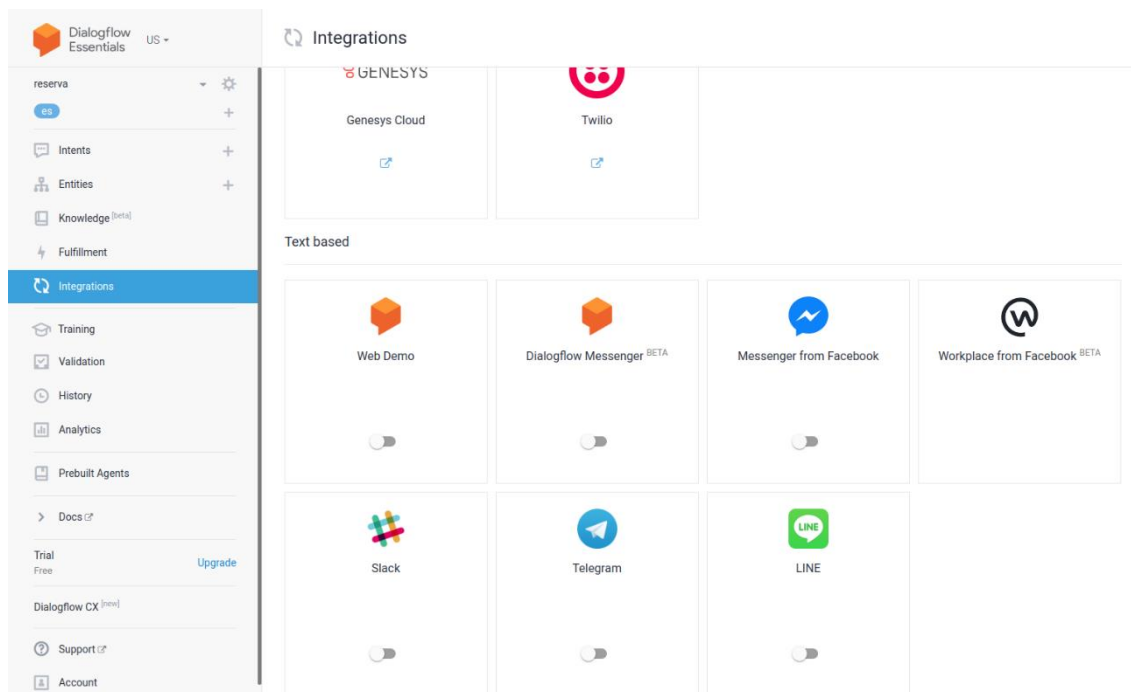 Dialogflow
Essentials
US
Integrations
reserva
es
Intents
Entities
Knowledge [beta]
Fulfillment
Integrations
Training
Validation
History
Analytics
Prebuilt Agents
Docs
Trial
Free
Upgrade
Dialogflow CX [new]
Support
Account
GENESYS
Genesys Cloud
Twilio
Text based
Web Demo
Dialogflow Messenger BETA
Messenger from Facebook
Workplace from Facebook BETA
Slack
Telegram
LINE
LINE